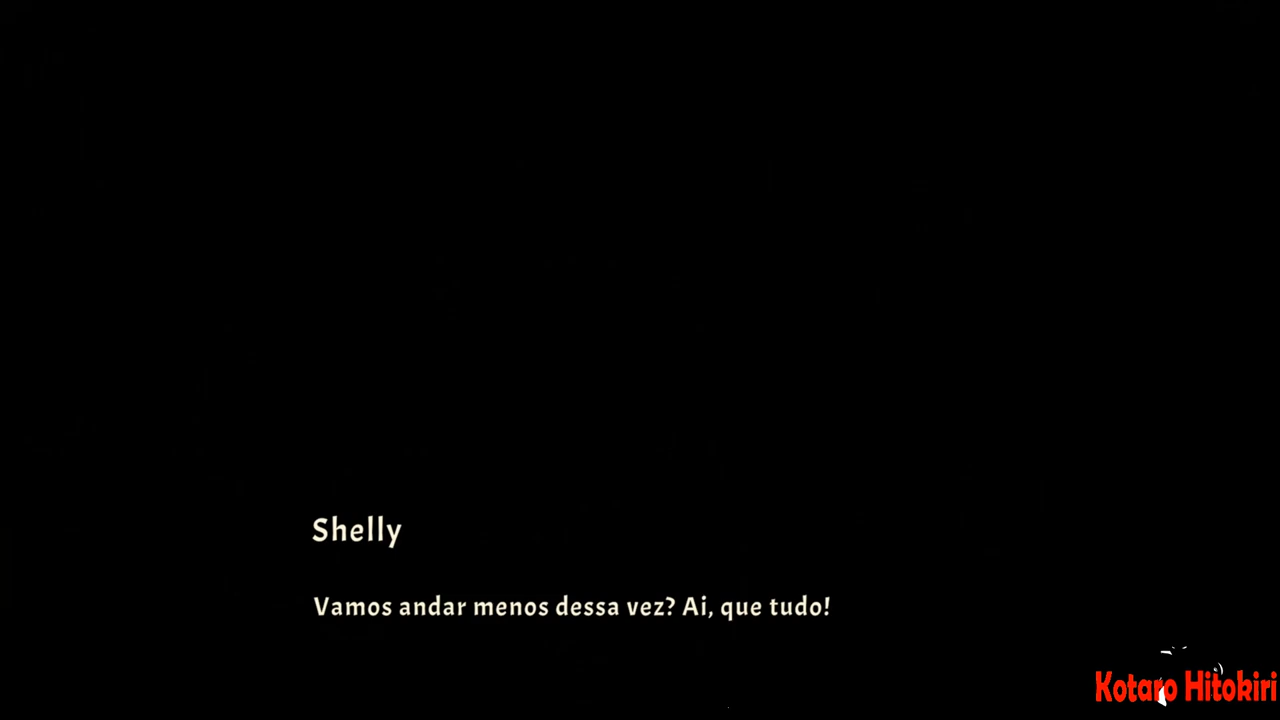 Shelly
Vamos andar menos dessa vez? Ai, que tudo!
Kotaro Hitokiri